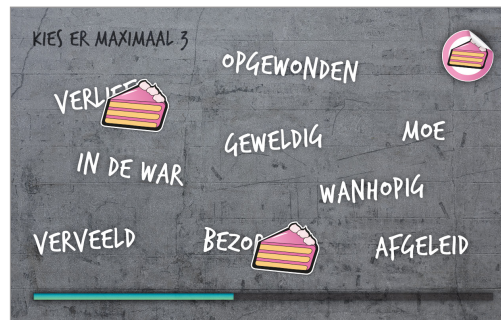 KIES ER MAXIMAAL 3
OPGEWONDEN
GEWELDIG
MOE
IN DE WAR
WANHOPIG
VERVEELD
AFGELEID